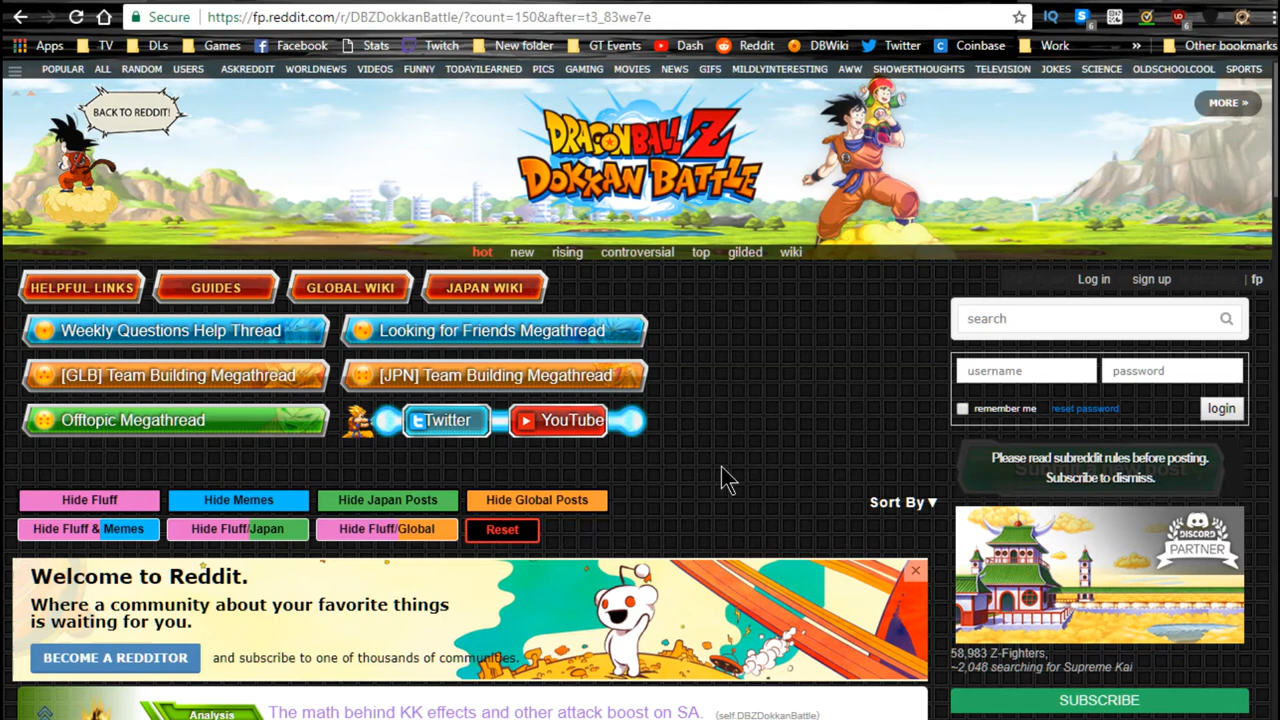 Secure
https://fp.reddit.com/r/DBZDokkanBattle/?count=150&after=t3_83we7e
IQ
6
6
Apps TV DLs Games Facebook Stats Twitch New folder GT Events Dash Reddit DBWiki Twitter Coinbase Work » Other bookmarks
POPULAR ALL RANDOM USERS ASKREDDIT WORLDNEWS VIDEOS FUNNY TODAYILEARNED PICS GAMING MOVIES NEWS GIFS MILDLYINTERESTING AWW SHOWERTHOUGHTS TELEVISION JOKES SCIENCE OLDSCHOOLCOOL SPORTS
BACK TO REDDIT!
MORE »
DRAGONBALL Z
DOKKAN BATTLE
hot new rising controversial top gilded wiki
HELPFUL LINKS GUIDES GLOBAL WIKI JAPAN WIKI
Log in sign up | fp
Weekly Questions Help Thread Looking for Friends Megathread
search
[GLB] Team Building Megathread [JPN] Team Building Megathread
username password
Offtopic Megathread Twitter YouTube
remember me reset password login
Please read subreddit rules before posting.
Subscribe to dismiss.
Hide Fluff Hide Memes Hide Japan Posts Hide Global Posts
Sort By ▼
Hide Fluff & Memes Hide Fluff/Japan Hide Fluff/Global Reset
DISCORD
PARTNER
Welcome to Reddit.
Where a community about your favorite things
is waiting for you.
BECOME A REDDITOR and subscribe to one of thousands of communities.
58,983 Z-Fighters,
~2,048 searching for Supreme Kai
SUBSCRIBE
Analysis The math behind KK effects and other attack boost on SA. (self.DBZDokkanBattle)